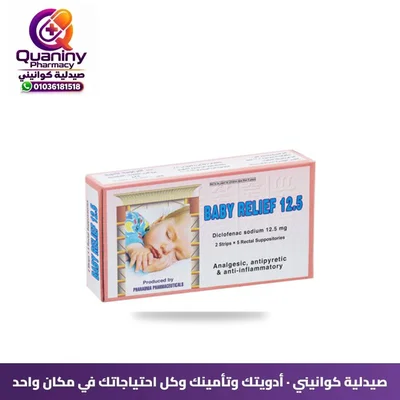 Quaniny
Pharmacy
صيدلية كوانيني
01036181518
BABY RELIEF 12.5
Diclofenac sodium 12.5 mg
2 Strips × 5 Rectal Suppositories
Analgesic, antipyretic
& anti-inflammatory
Produced by
PHARAONIA PHARMACEUTICALS
BABY RELIEF 12.5
صيدلية كوانيني · أدويتك وتأمينك وكل احتياجاتك في مكان واحد